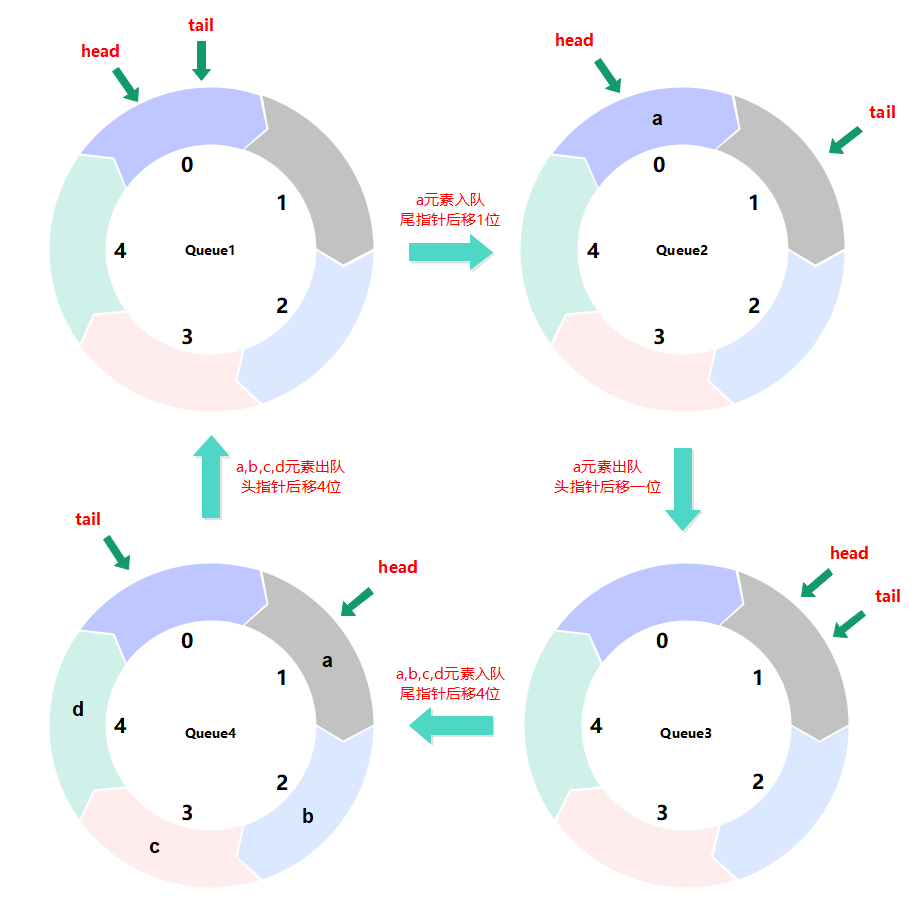 tail
head
0
1
2
3
4
Queue1
a元素入队
尾指针后移1位
head
tail
a
0
1
2
3
4
Queue2
a,b,c,d元素出队
头指针后移4位
a元素出队
头指针后移一位
tail
head
0
1
a
2
b
3
c
4
d
Queue4
a,b,c,d元素入队
尾指针后移4位
head
tail
0
1
2
3
4
Queue3